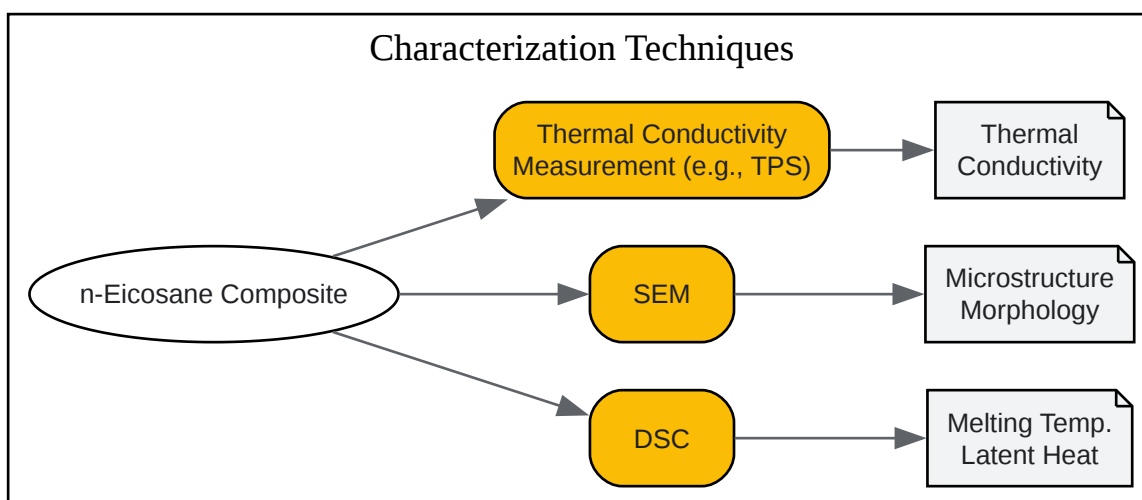 Characterization Techniques
Thermal Conductivity
Measurement (e.g., TPS)
Thermal
Conductivity
n-Eicosane Composite
SEM
Microstructure
Morphology
DSC
Melting Temp.
Latent Heat